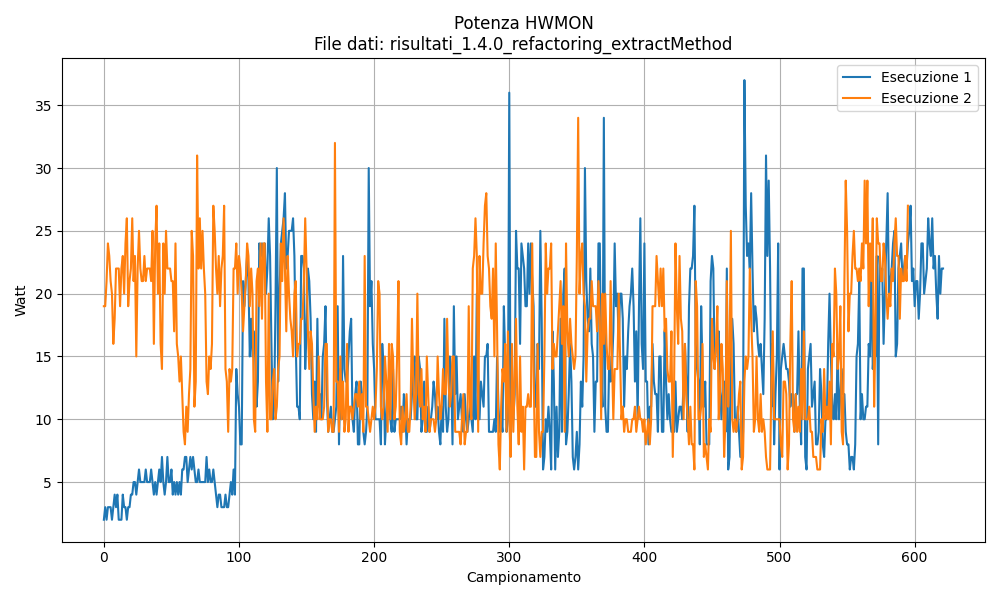 Potenza HWMON
File dati: risultati_1.4.0_refactoring_extractMethod
Esecuzione 1
Esecuzione 2
Watt
35
30
25
20
15
10
5
0 100 200 300 400 500 600
Campionamento